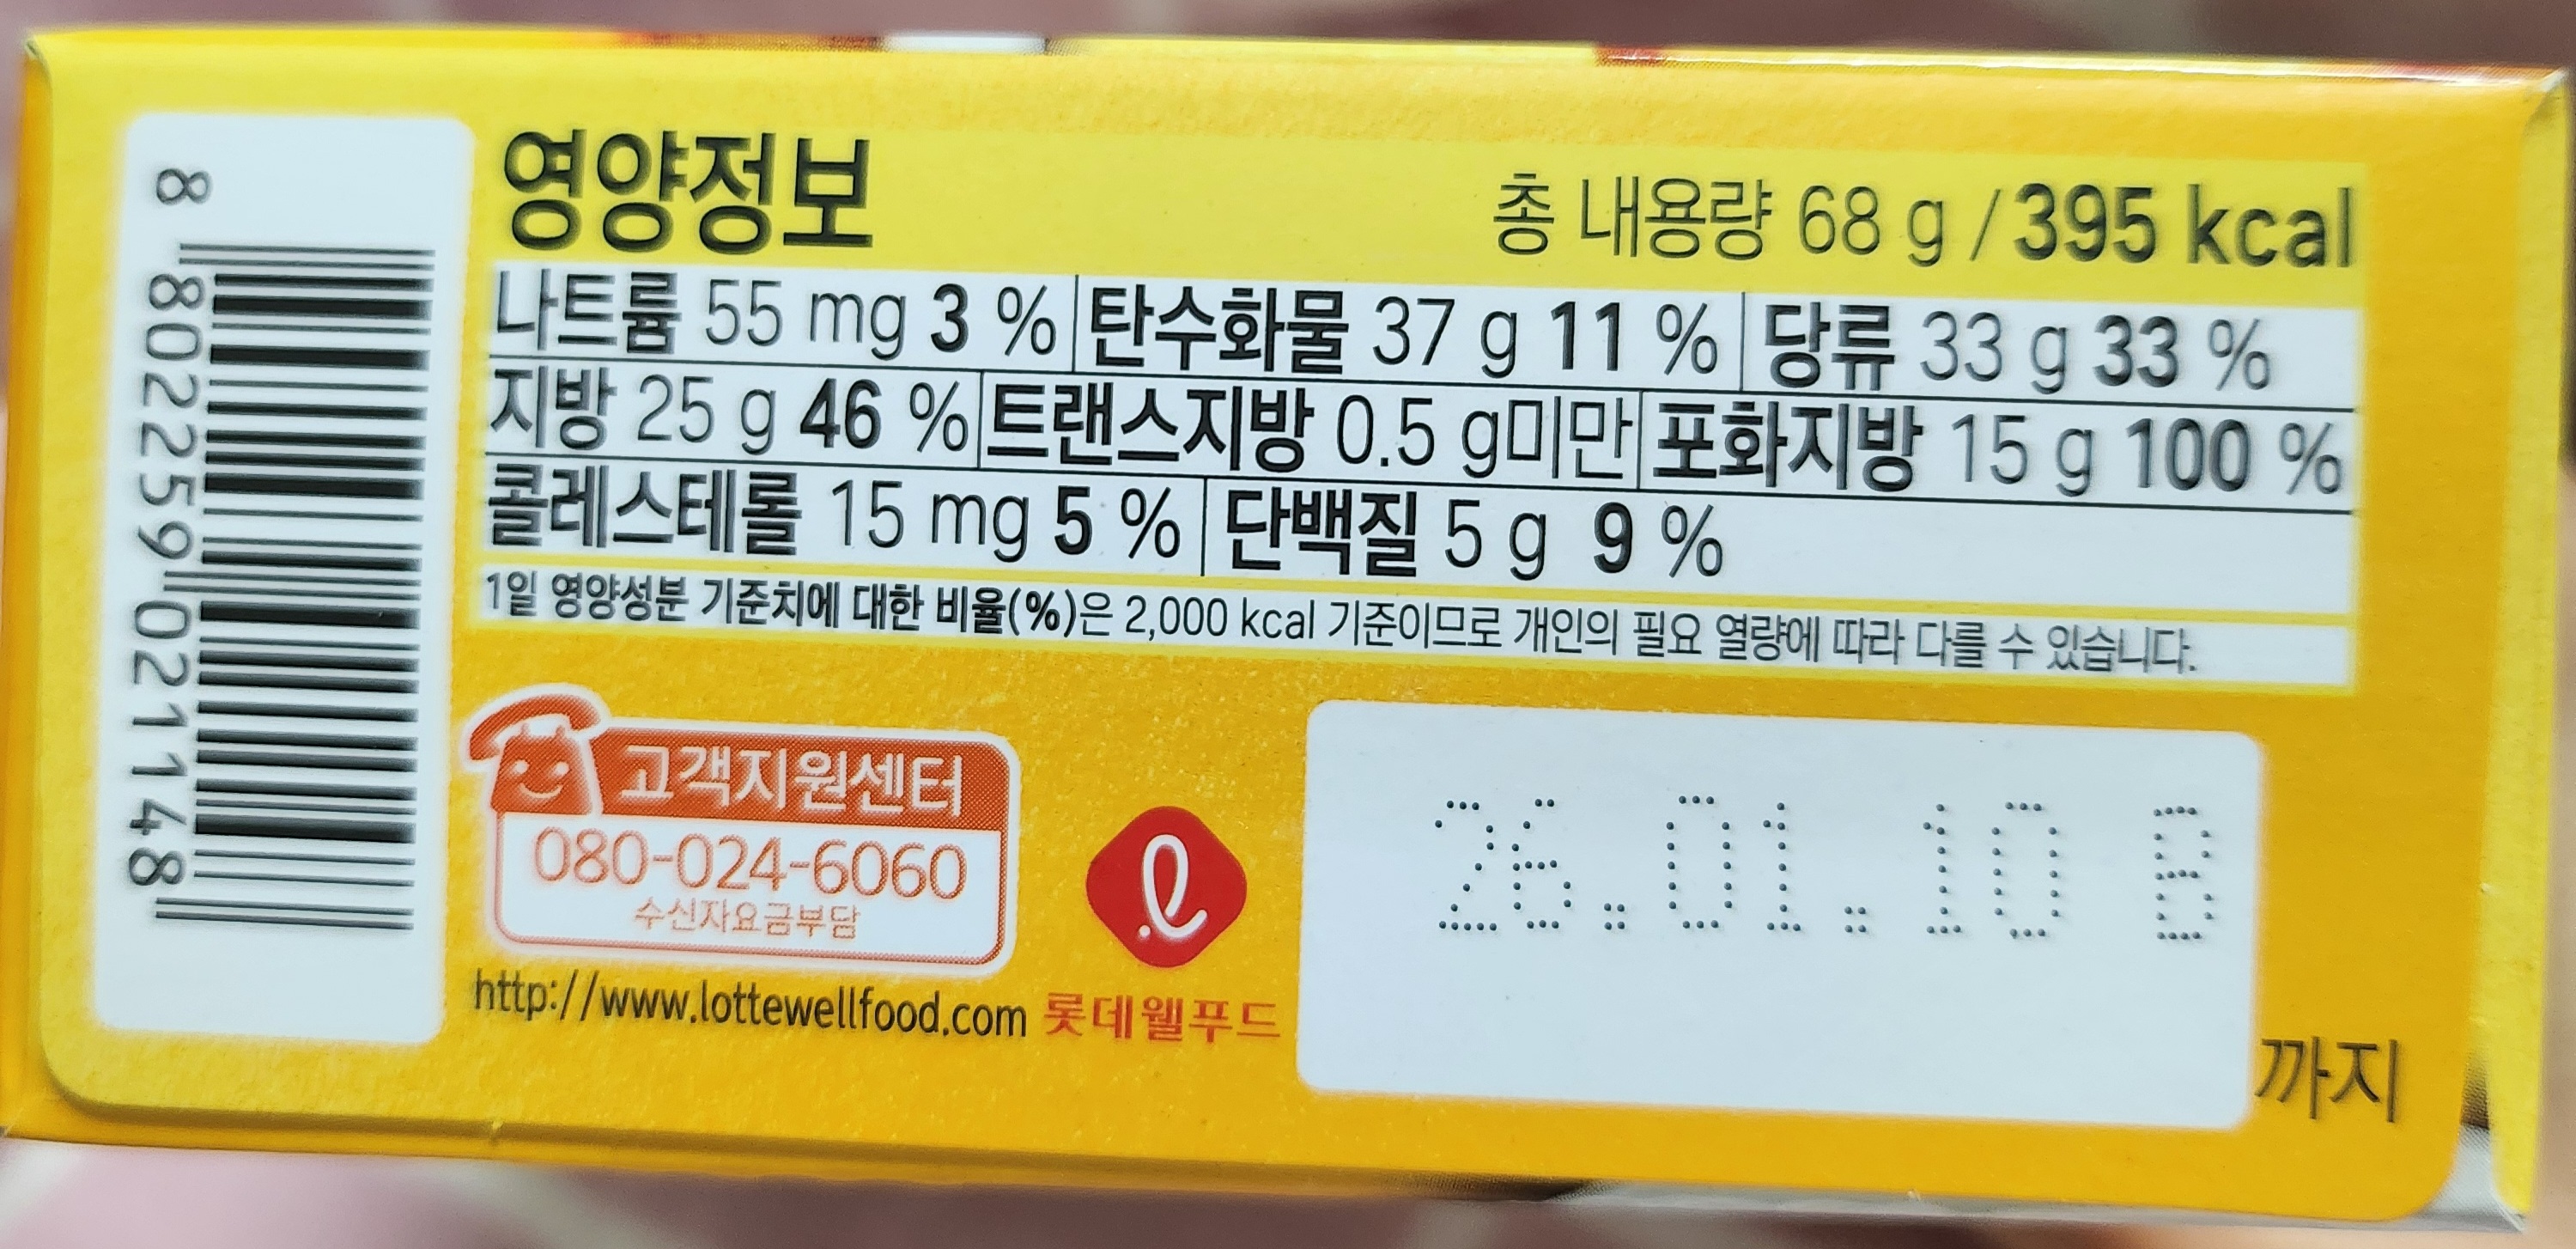 영양정보
총 내용량 68 g / 395 kcal
나트륨 55 mg 3 % 탄수화물 37 g 11 % 당류 33 g 33 %
지방 25 g 46 % 트랜스지방 0.5 g미만 포화지방 15 g 100 %
콜레스테롤 15 mg 5 % 단백질 5 g 9 %
1일 영양성분 기준치에 대한 비율(%)은 2,000 kcal 기준이므로 개인의 필요 열량에 따라 다를 수 있습니다.
8 802259 021148
고객지원센터
080-024-6060
수신자요금부담
http://www.lottewellfood.com
롯데웰푸드
26.01.10 B
까지